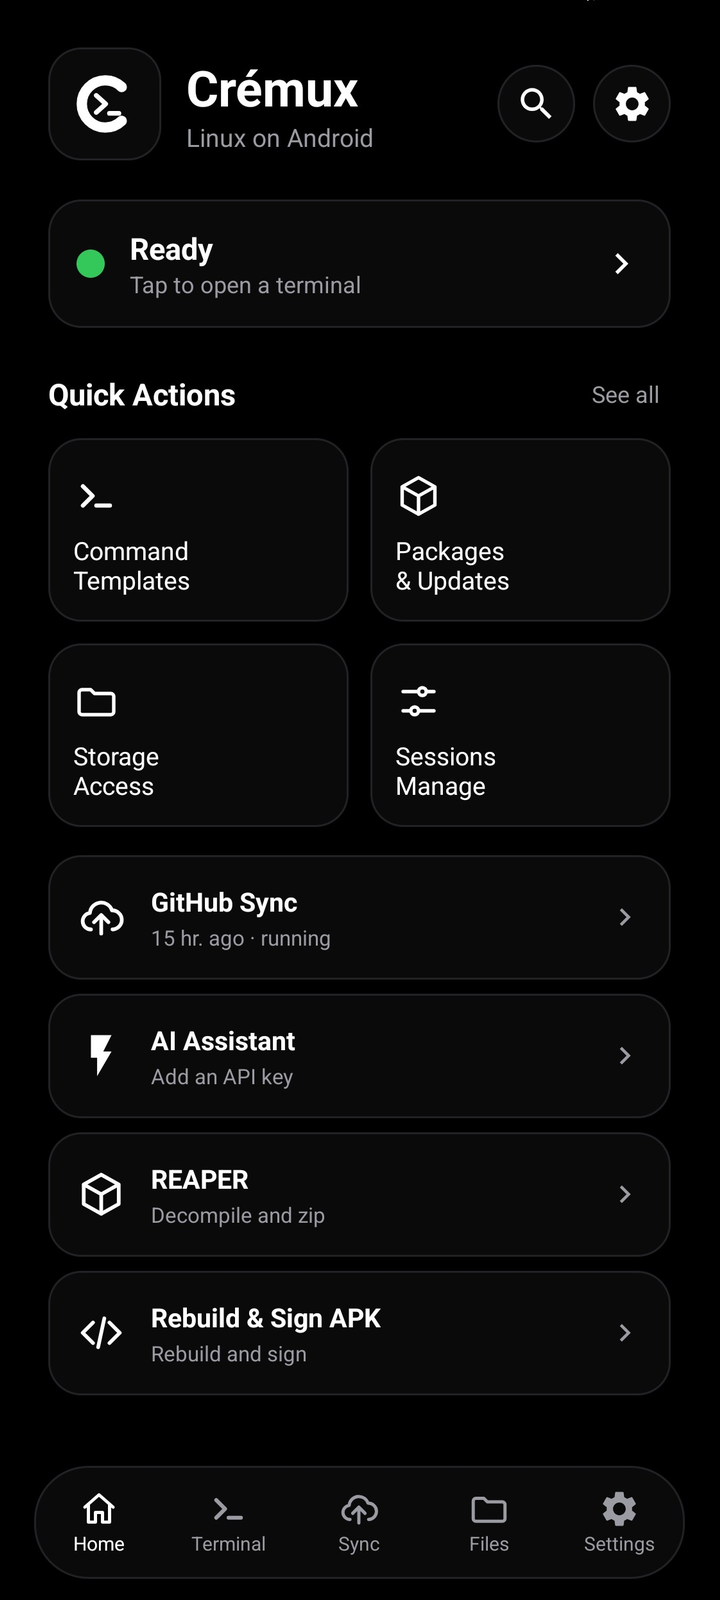 Crémux
Linux on Android
Ready
Tap to open a terminal
Quick Actions
See all
Command
Templates
Packages
& Updates
Storage
Access
Sessions
Manage
GitHub Sync
15 hr. ago · running
AI Assistant
Add an API key
REAPER
Decompile and zip
Rebuild & Sign APK
Rebuild and sign
Home
Terminal
Sync
Files
Settings